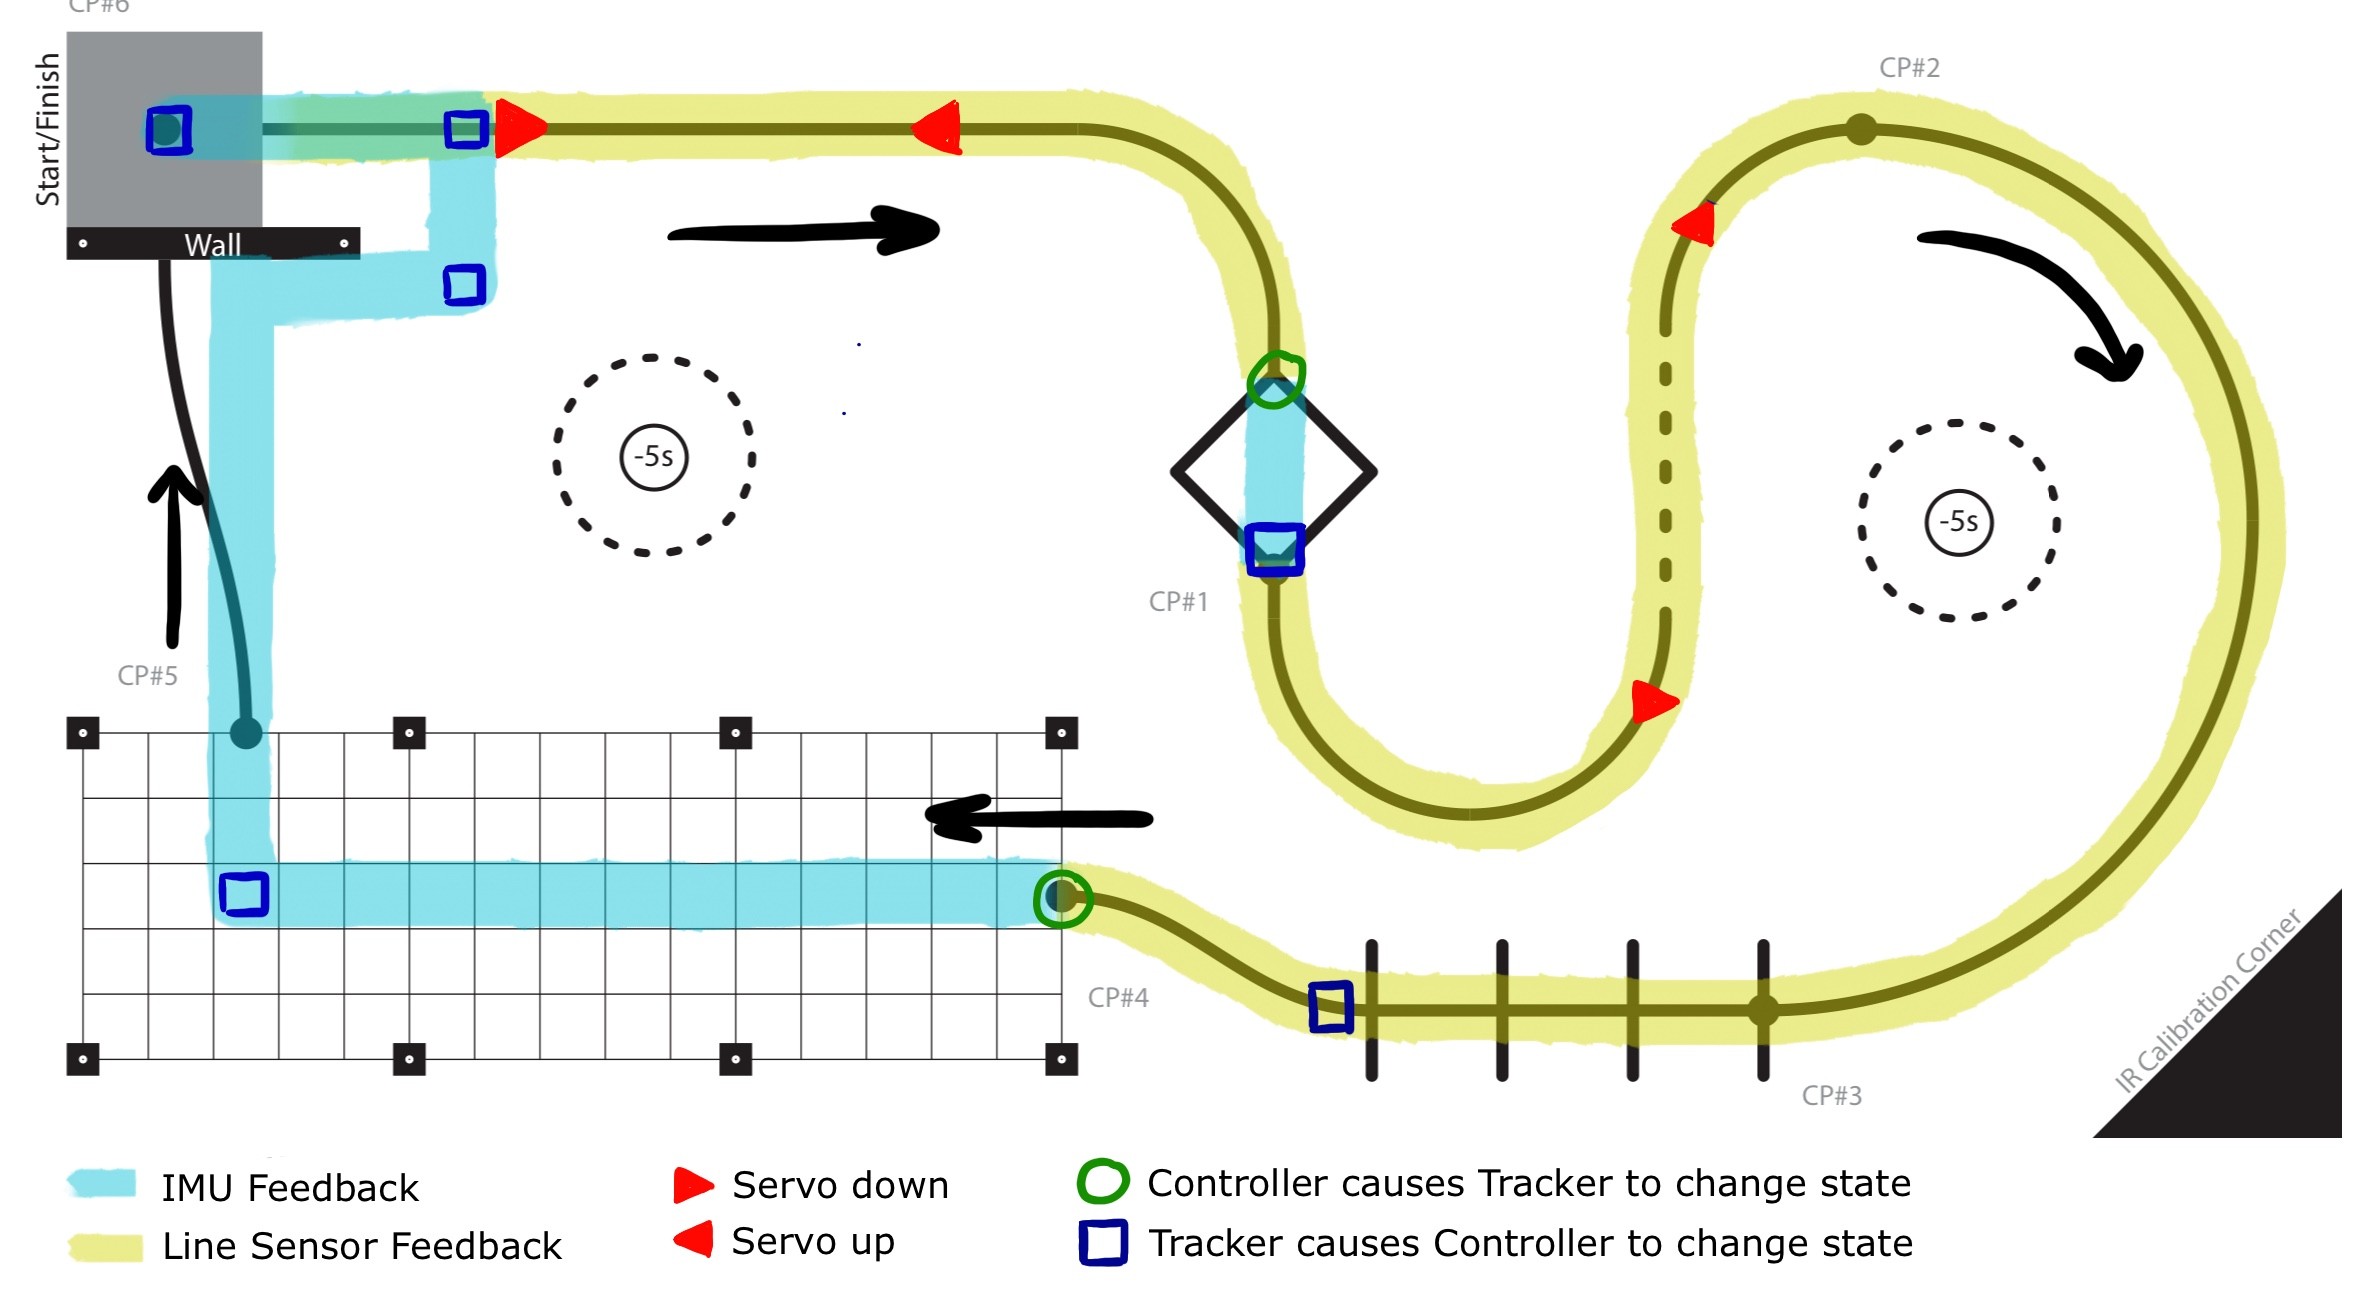 CP#6
Start/Finish
Wall
CP#2
-5s
-5s
CP#1
CP#5
CP#4
CP#3
IR Calibration Corner
IMU Feedback
Line Sensor Feedback
Servo down
Servo up
Controller causes Tracker to change state
Tracker causes Controller to change state